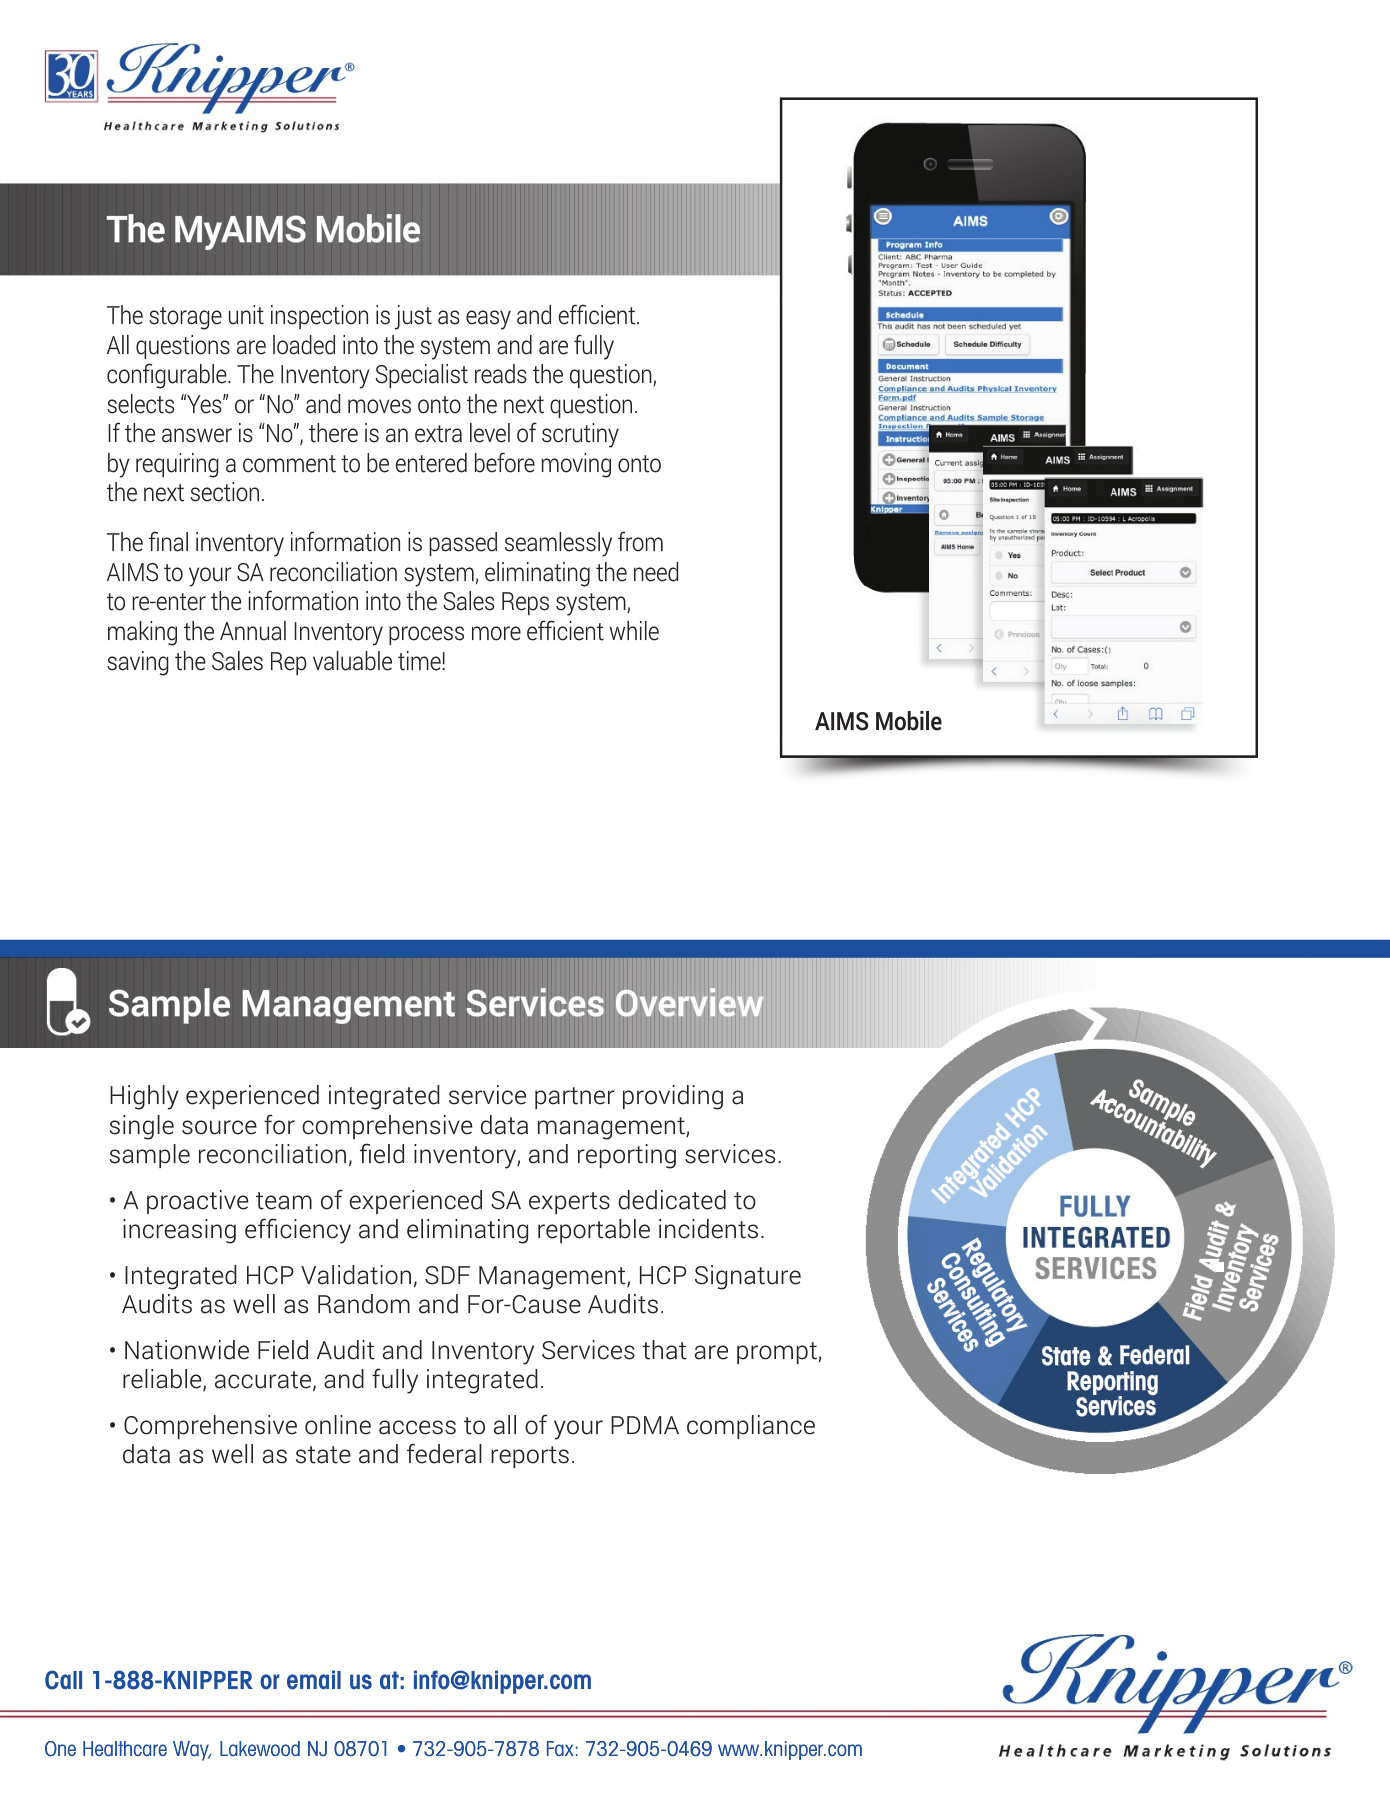 30
YEARS
Knipper®
Healthcare Marketing Solutions
The MyAIMS Mobile
The storage unit inspection is just as easy and efficient.
All questions are loaded into the system and are fully
configurable. The Inventory Specialist reads the question,
selects “Yes” or “No” and moves onto the next question.
If the answer is “No”, there is an extra level of scrutiny
by requiring a comment to be entered before moving onto
the next section.
The final inventory information is passed seamlessly from
AIMS to your SA reconciliation system, eliminating the need
to re-enter the information into the Sales Reps system,
making the Annual Inventory process more efficient while
saving the Sales Rep valuable time!
AIMS
Program Info
Client: ABC Pharma
Program: Test - User Guide
Program Notes - Inventory to be completed by
"Month".
Status: ACCEPTED
Schedule
This audit has not been scheduled yet
Schedule
Schedule Difficulty
Document
General Instruction
Compliance and Audits Physical Inventory
Form.pdf
General Instruction
Compliance and Audits Sample Storage
Inspection
Instructio
General
Inspectio
Inventory
Knipper
Home
AIMS
Assignmen
Current assig
05:00 PM :
Be
AIMS Home
Home
AIMS
Assignment
05:00 PM : ID-105
SiteInspection
Question 1 of 10
Is the sample stora
by unauthorized pe
Yes
No
Comments:
Previous
Home
AIMS
Assignment
05:00 PM : ID-10594 : L Acropolis
Inventory Count
Product:
Select Product
Desc:
Lot:
No. of Cases:()
Qty
Total:
0
No. of loose samples:
Qty
AIMS Mobile
Sample Management Services Overview
Highly experienced integrated service partner providing a
single source for comprehensive data management,
sample reconciliation, field inventory, and reporting services.
• A proactive team of experienced SA experts dedicated to
increasing efficiency and eliminating reportable incidents.
• Integrated HCP Validation, SDF Management, HCP Signature
Audits as well as Random and For-Cause Audits.
• Nationwide Field Audit and Inventory Services that are prompt,
reliable, accurate, and fully integrated.
• Comprehensive online access to all of your PDMA compliance
data as well as state and federal reports.
Sample
Accountability
Field Audit &
Inventory
Services
State & Federal
Reporting
Services
Regulatory
Consulting
Services
Integrated HCP
Validation
FULLY
INTEGRATED
SERVICES
Call 1-888-KNIPPER or email us at: info@knipper.com
One Healthcare Way, Lakewood NJ 08701 • 732-905-7878 Fax: 732-905-0469 www.knipper.com
Knipper®
Healthcare Marketing Solutions